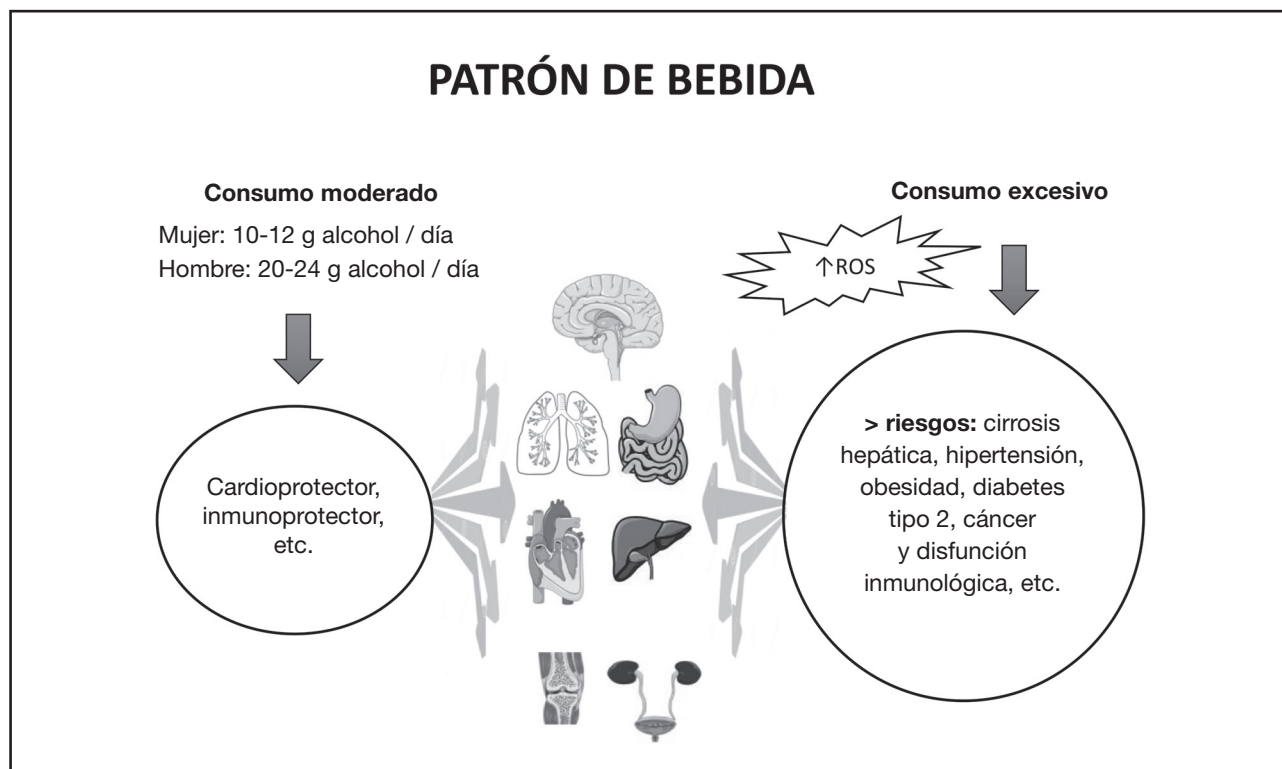 PATRÓN DE BEBIDA
Consumo moderado
Mujer: 10-12 g alcohol / día
Hombre: 20-24 g alcohol / día
Cardioprotector,
inmunoprotector,
etc.
Consumo excesivo
↑ROS
> riesgos: cirrosis
hepática, hipertensión,
obesidad, diabetes
tipo 2, cáncer
y disfunción
inmunológica, etc.